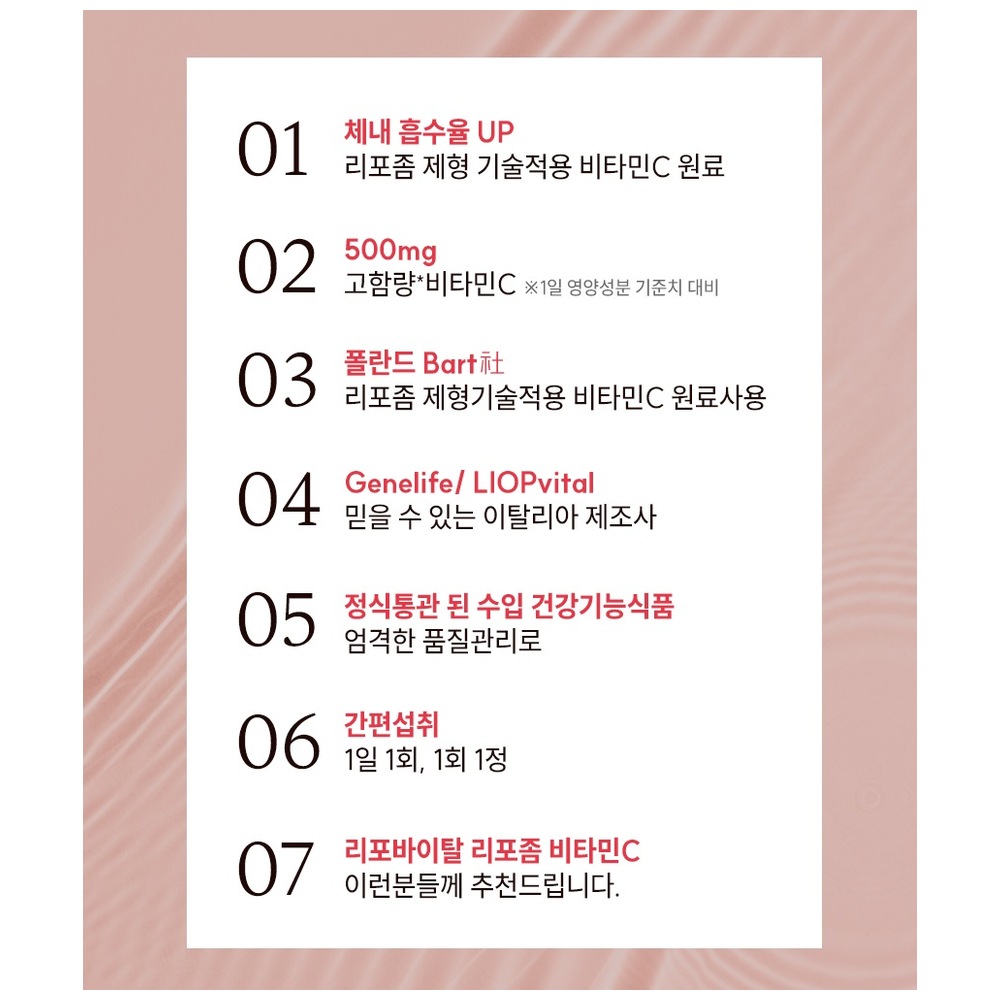 01
체내 흡수율 UP
리포좀 제형 기술적용 비타민C 원료
02
500mg
고함량*비타민C ※1일 영양성분 기준치 대비
03
폴란드 Bart社
리포좀 제형기술적용 비타민C 원료사용
04
Genelife/ LIOPvital
믿을 수 있는 이탈리아 제조사
05
정식통관 된 수입 건강기능식품
엄격한 품질관리로
06
간편섭취
1일 1회, 1회 1정
07
리포바이탈 리포좀 비타민C
이런분들께 추천드립니다.